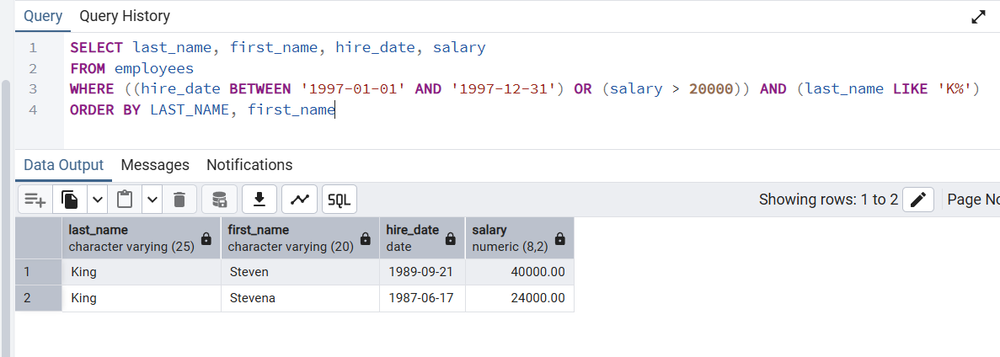 Query Query History
1 SELECT last_name, first_name, hire_date, salary
2 FROM employees
3 WHERE ((hire_date BETWEEN '1997-01-01' AND '1997-12-31') OR (salary > 20000)) AND (last_name LIKE 'K%')
4 ORDER BY LAST_NAME, first_name
Data Output Messages Notifications
SQL Showing rows: 1 to 2 Page No
last_name first_name hire_date salary
character varying (25) character varying (20) date numeric (8,2)
1 King Steven 1989-09-21 40000.00
2 King Stevena 1987-06-17 24000.00